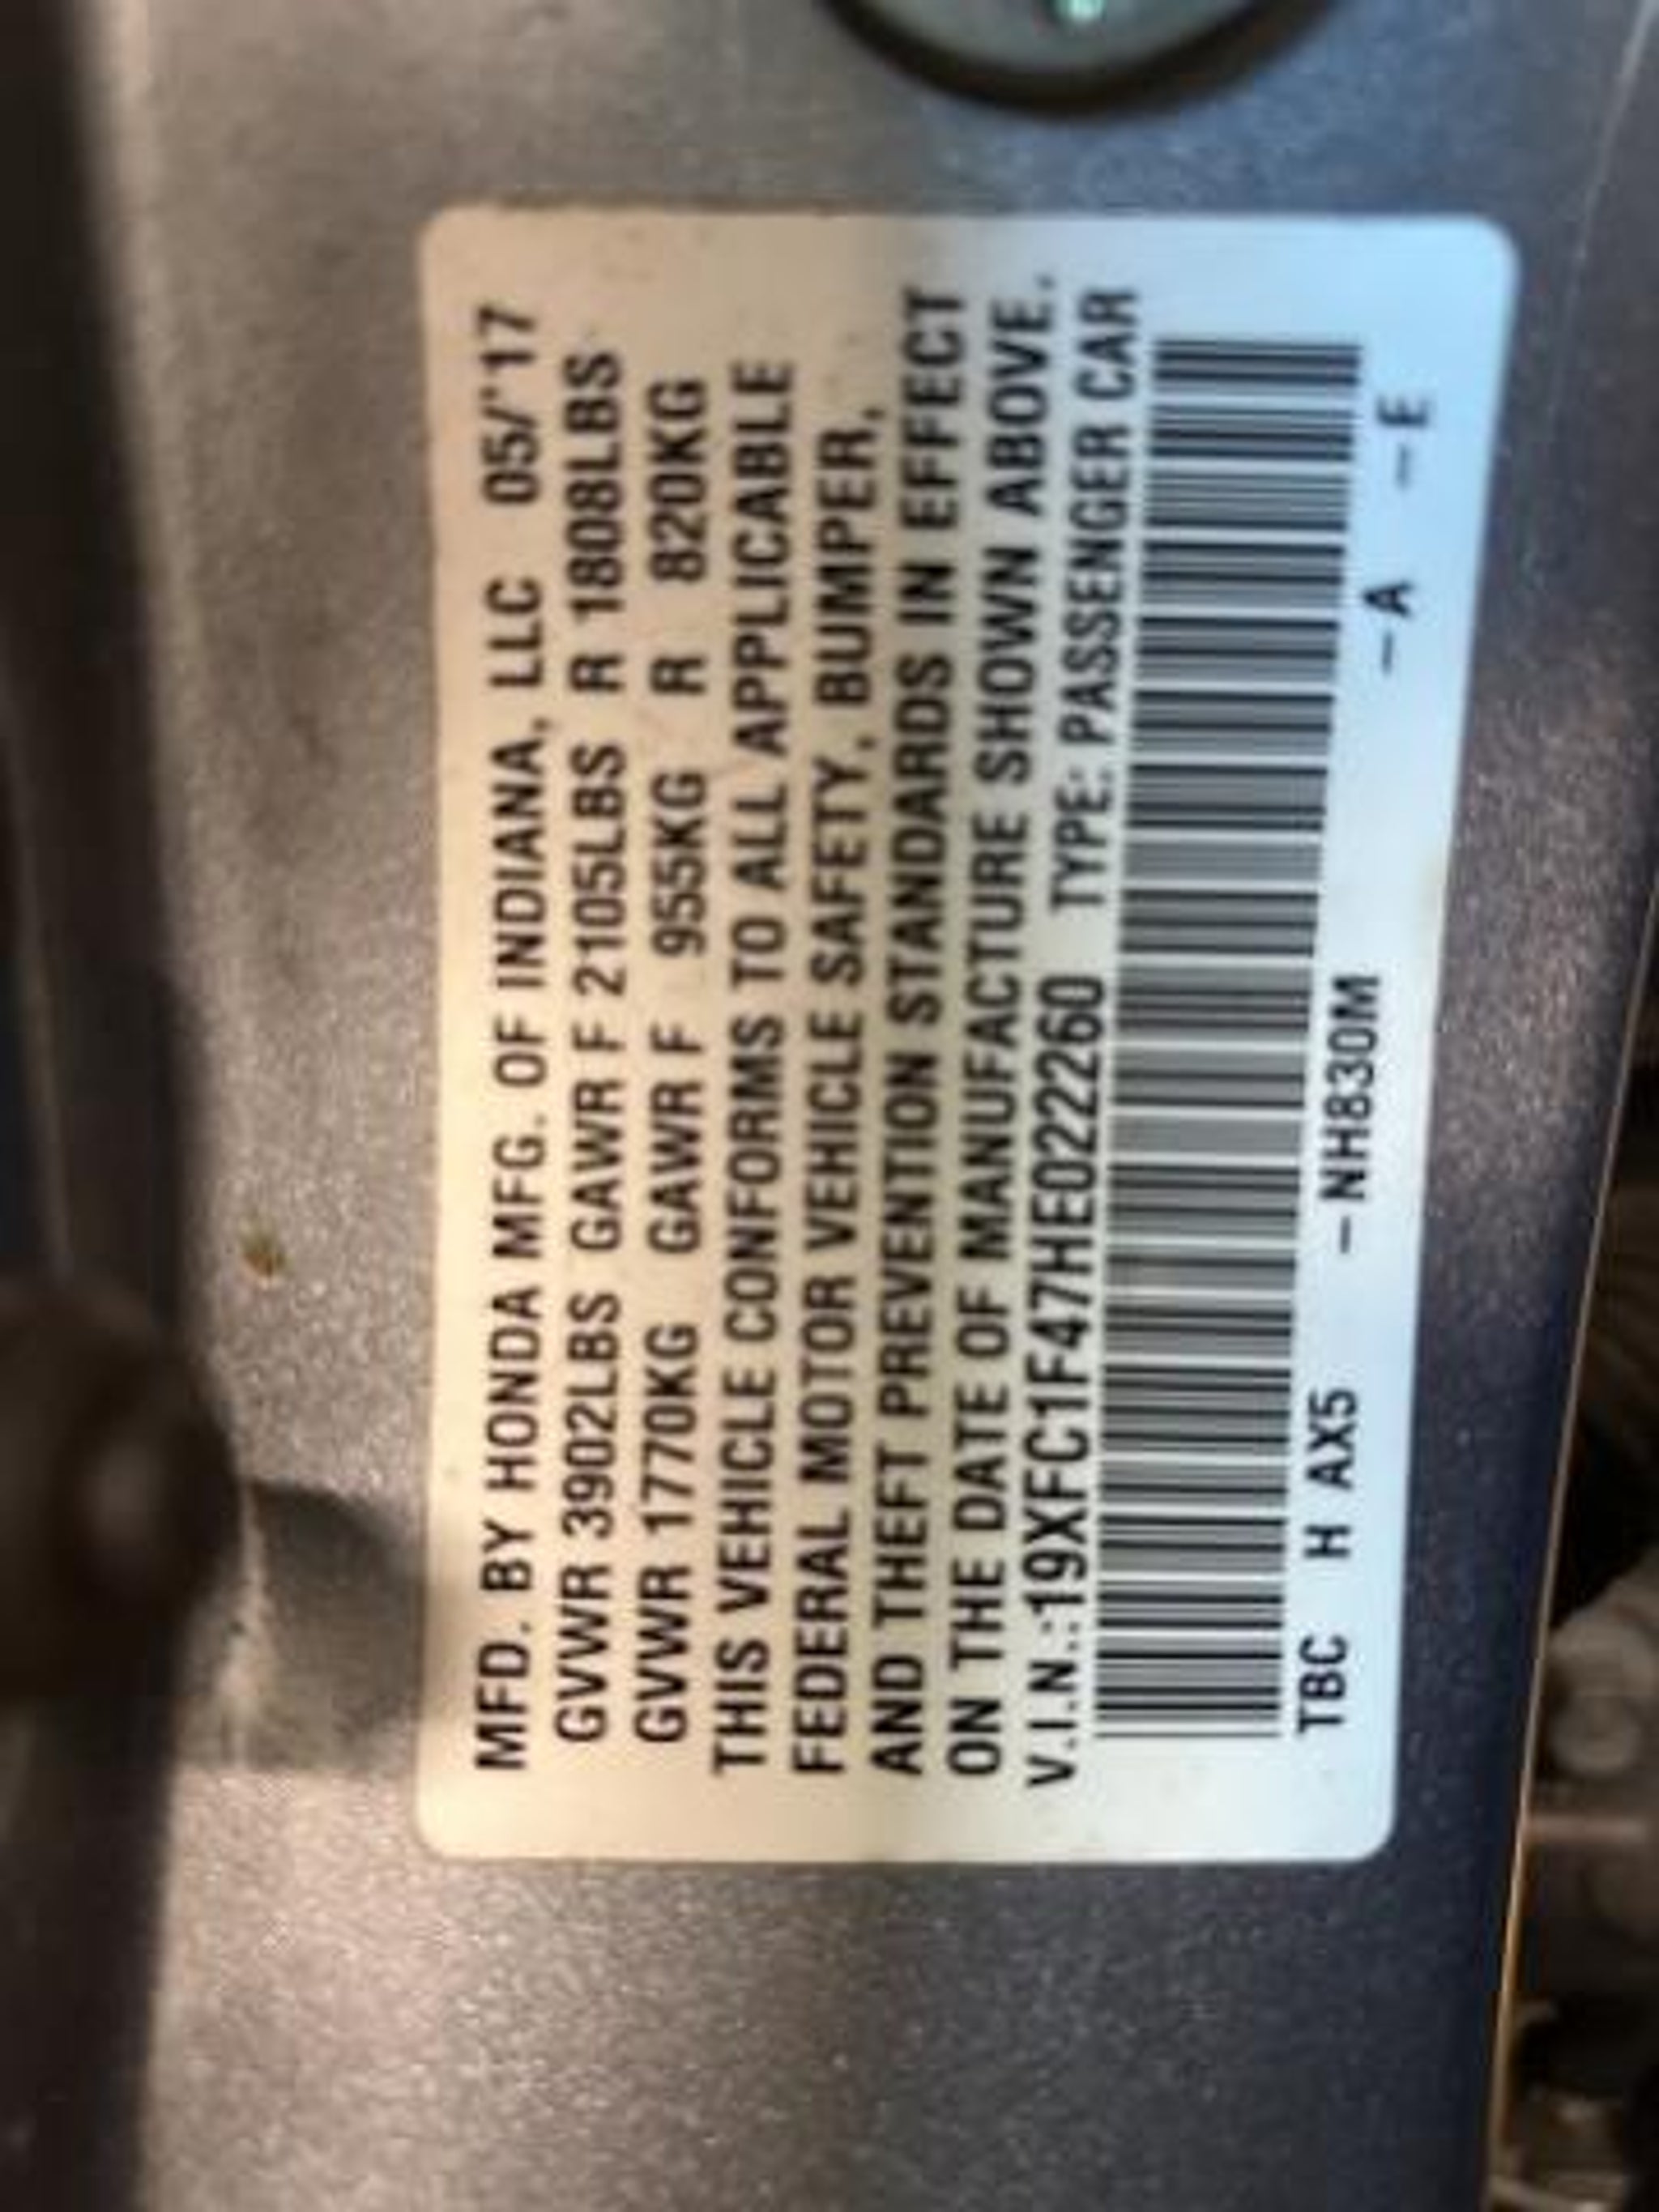 MFD. BY HONDA MFG. OF INDIANA, LLC 05/'17
GVWR 3902LBS GAWR F 2105LBS R 1808LBS
GVWR 1770KG GAWR F 955KG R 820KG
THIS VEHICLE CONFORMS TO ALL APPLICABLE
FEDERAL MOTOR VEHICLE SAFETY, BUMPER,
AND THEFT PREVENTION STANDARDS IN EFFECT
ON THE DATE OF MANUFACTURE SHOWN ABOVE.
V.I.N.:19XFC1F47HE022260 TYPE: PASSENGER CAR
TBC H AX5 –NH830M –A –E